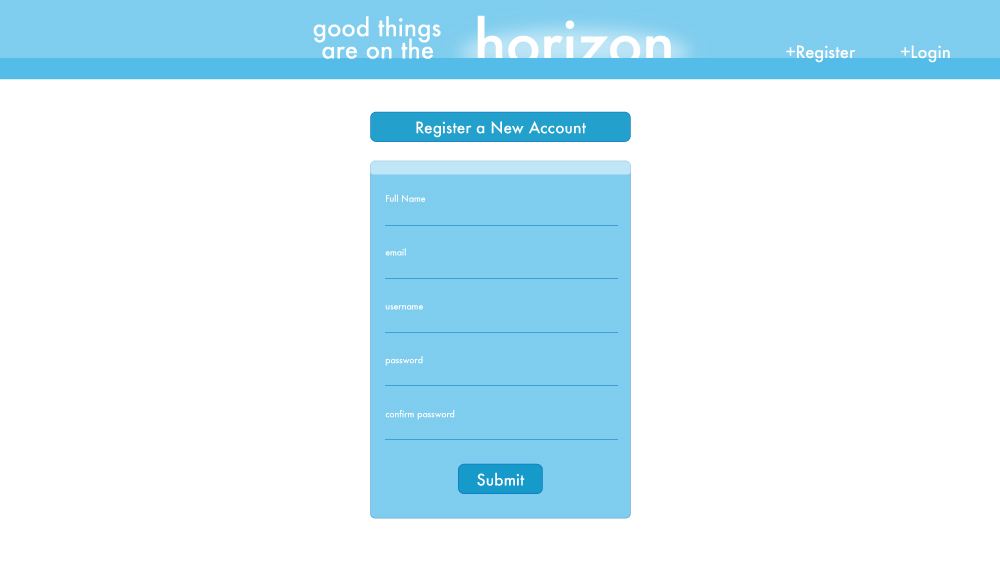 good things
are on the
horizon
+Register
+Login
Register a New Account
Full Name
email
username
password
confirm password
Submit